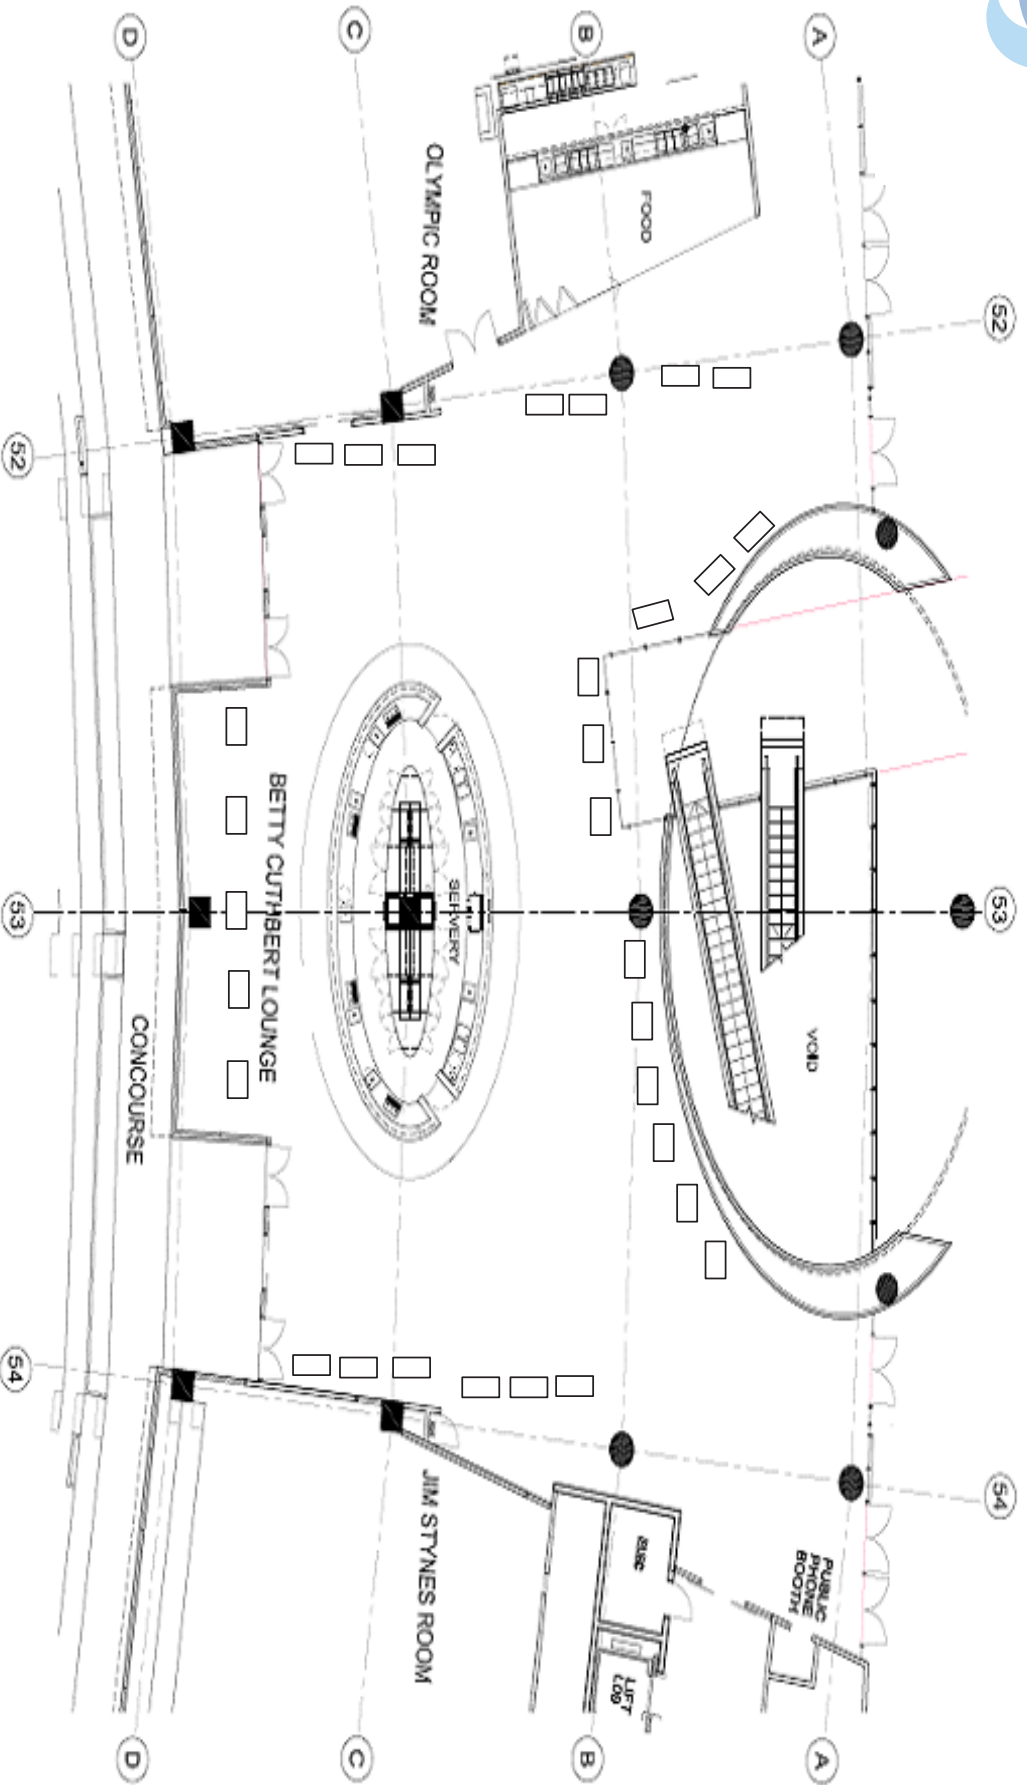 D
C
B
A
OLYMPIC ROOM
FOOD
52
52
BETTY CUTHBERT LOUNGE
SERVERY
53
53
VOID
CONCOURSE
54
54
JIM STYNES ROOM
PUBLIC
PHONE
BOOTH
LIFT
L09
D
C
B
A